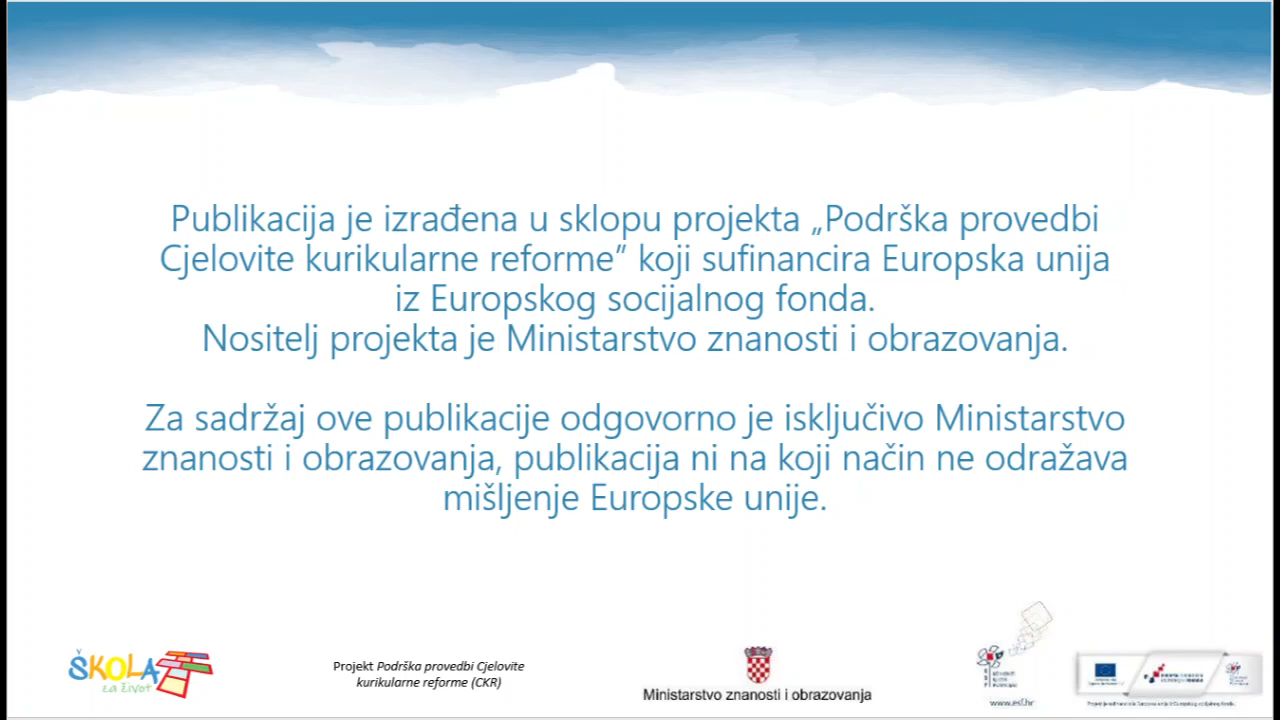 Publikacija je izrađena u sklopu projekta „Podrška provedbi
Cjelovite kurikularne reforme” koji sufinancira Europska unija
iz Europskog socijalnog fonda.
Nositelj projekta je Ministarstvo znanosti i obrazovanja.
Za sadržaj ove publikacije odgovorno je isključivo Ministarstvo
znanosti i obrazovanja, publikacija ni na koji način ne odražava
mišljenje Europske unije.
ŠKOLA
za život
Projekt Podrška provedbi Cjelovite
kurikularne reforme (CKR)
Ministarstvo znanosti i obrazovanja
www.esf.hr